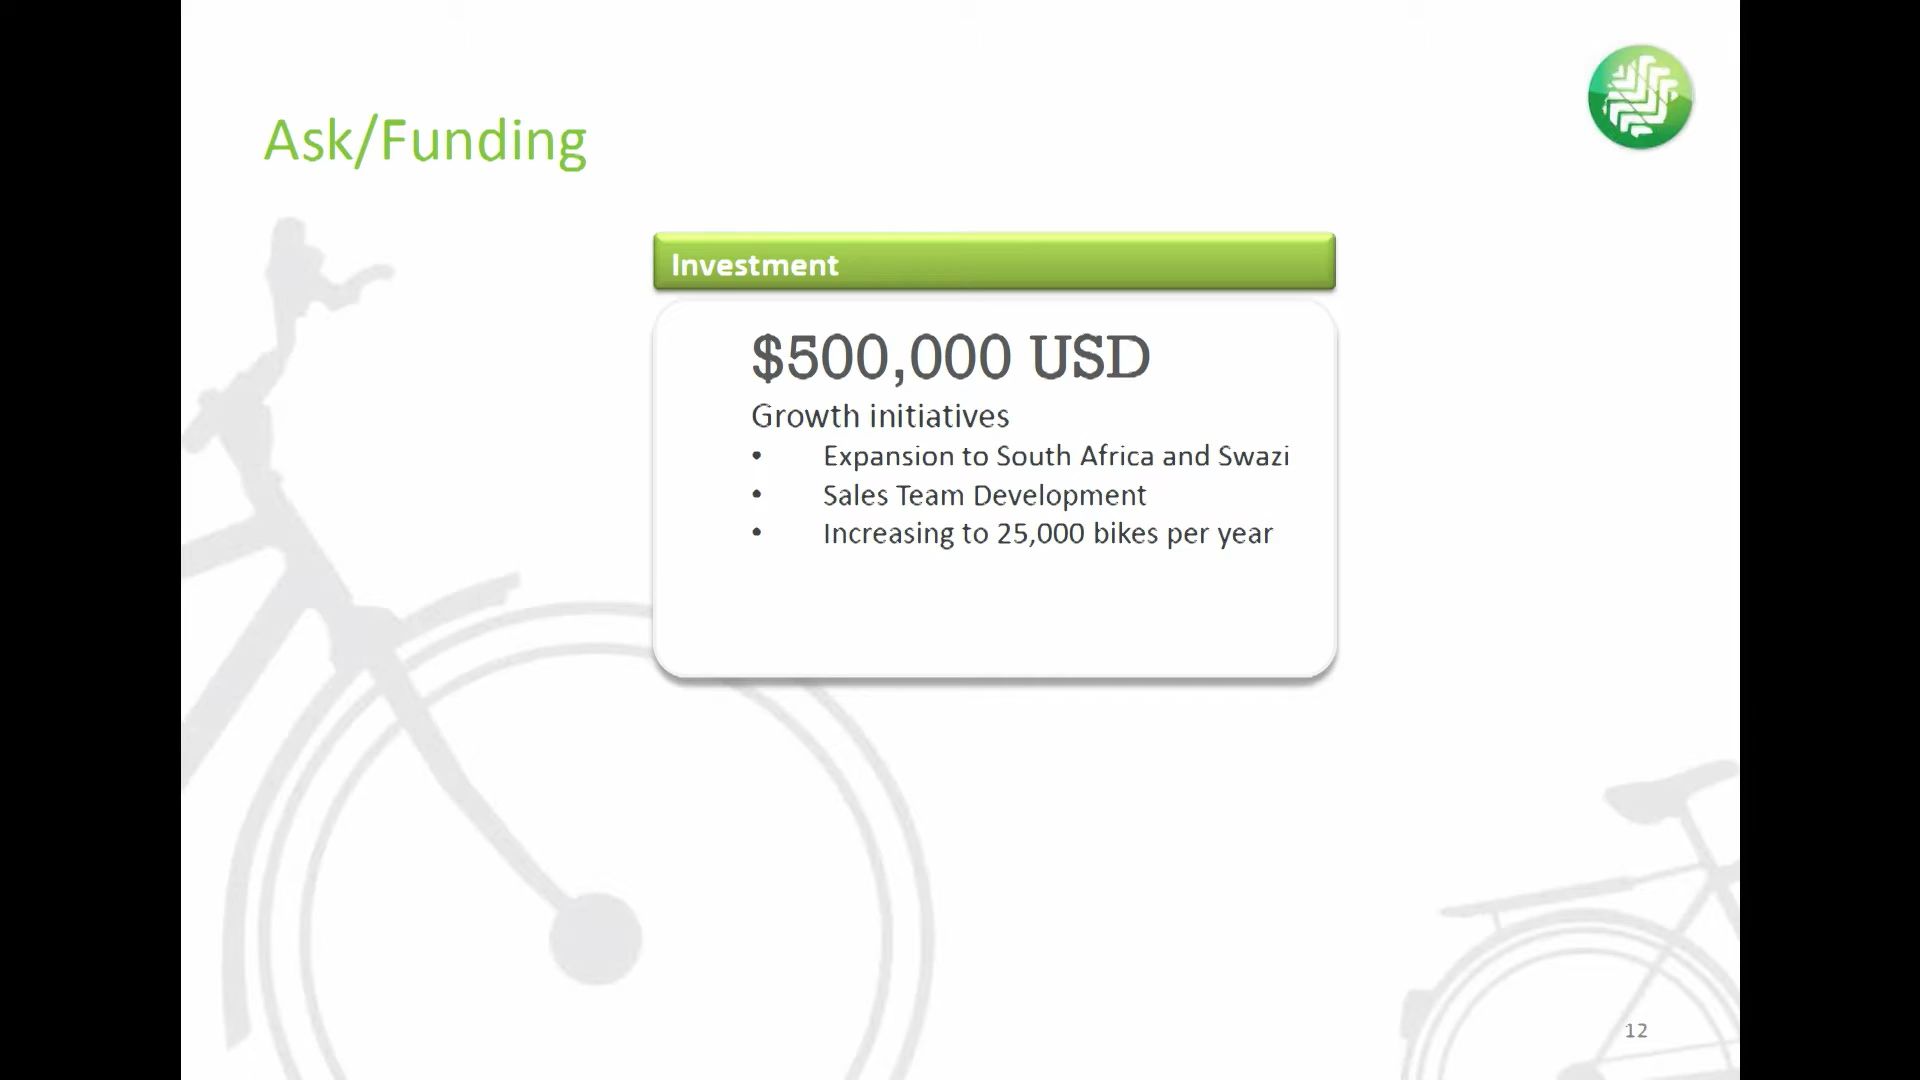 Ask/Funding
Investment
$500,000 USD
Growth initiatives
• Expansion to South Africa and Swazi
• Sales Team Development
• Increasing to 25,000 bikes per year
12